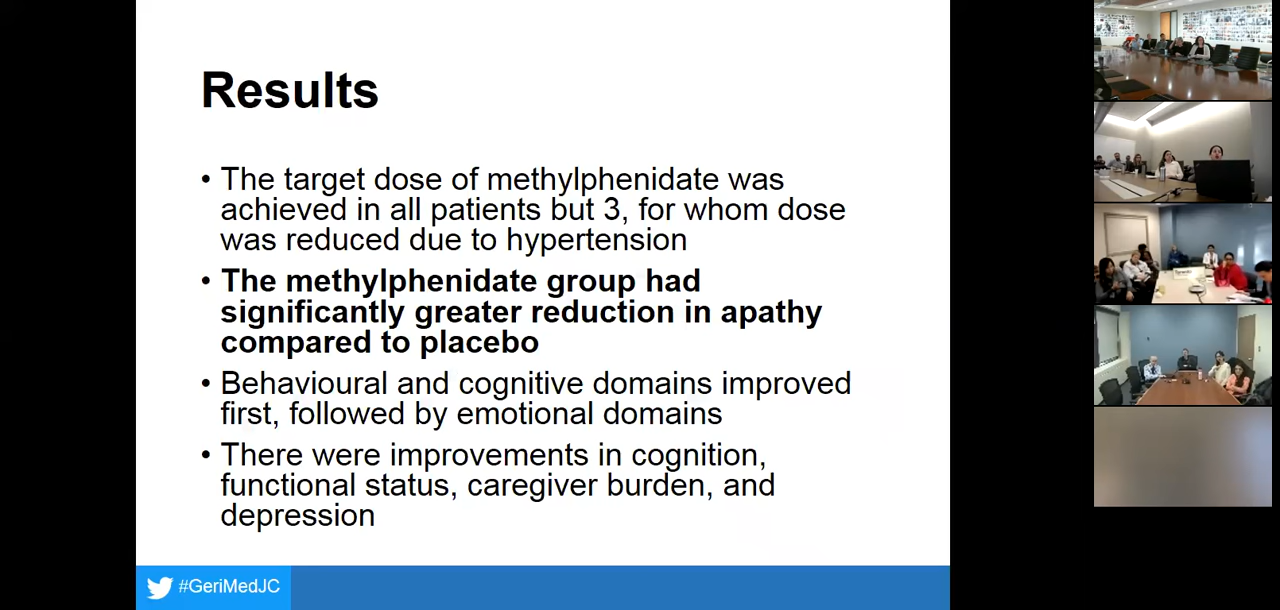 Results
• The target dose of methylphenidate was
achieved in all patients but 3, for whom dose
was reduced due to hypertension
• The methylphenidate group had
significantly greater reduction in apathy
compared to placebo
• Behavioural and cognitive domains improved
first, followed by emotional domains
• There were improvements in cognition,
functional status, caregiver burden, and
depression
#GeriMedJC